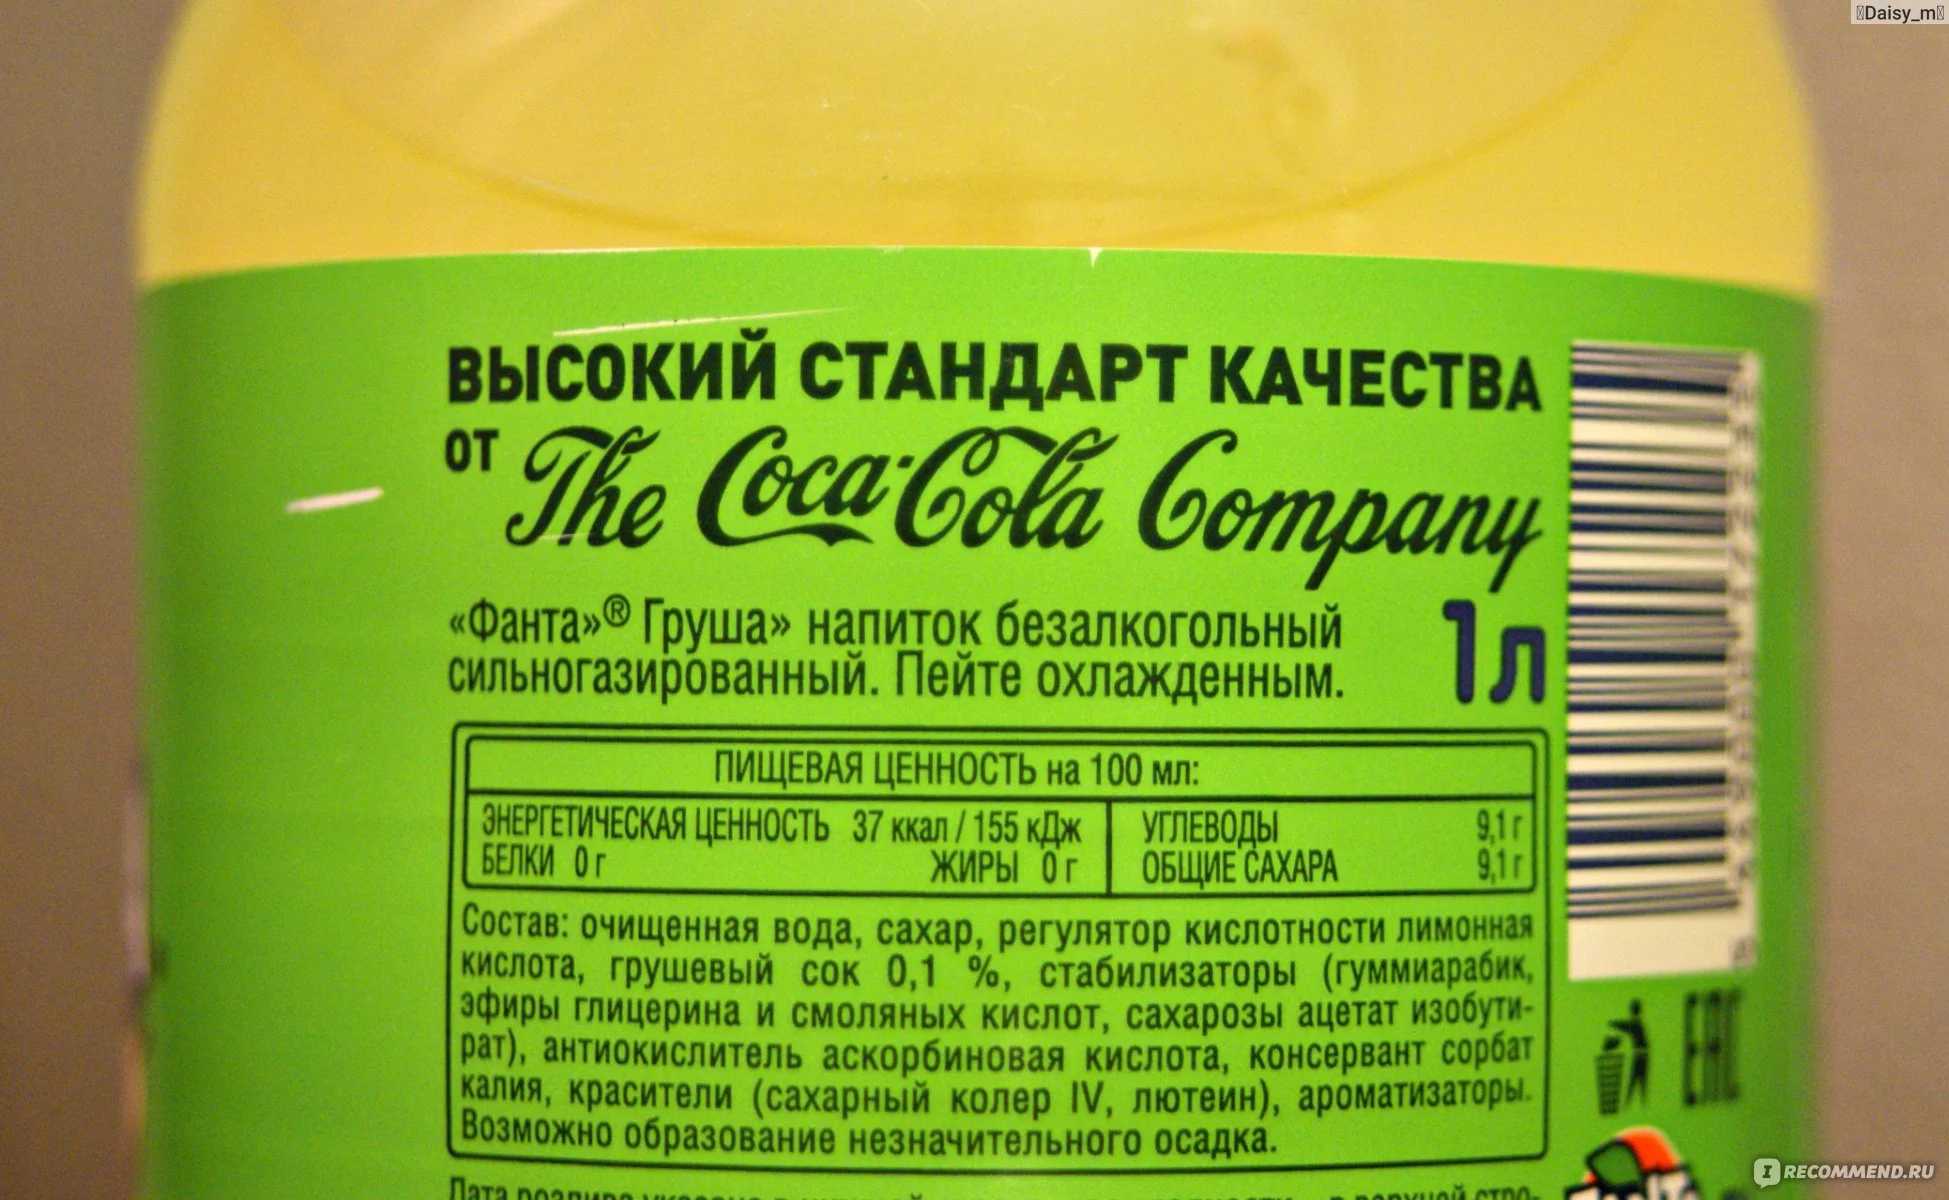 Daisy_m
ВЫСОКИЙ СТАНДАРТ КАЧЕСТВА
от The Coca-Cola Company
«Фанта»® Груша» напиток безалкогольный
сильногазированный. Пейте охлажденным.
1л
ПИЩЕВАЯ ЦЕННОСТЬ на 100 мл:
ЭНЕРГЕТИЧЕСКАЯ ЦЕННОСТЬ 37 ккал / 155 кДж УГЛЕВОДЫ 9,1 г
БЕЛКИ 0 г ЖИРЫ 0 г ОБЩИЕ САХАРА 9,1 г
Состав: очищенная вода, сахар, регулятор кислотности лимонная
кислота, грушевый сок 0,1 %, стабилизаторы (гуммиарабик,
эфиры глицерина и смоляных кислот, сахарозы ацетат изобути-
рат), антиокислитель аскорбиновая кислота, консервант сорбат
калия, красители (сахарный колер IV, лютеин), ароматизаторы.
Возможно образование незначительного осадка.
EAC
Дата розлива
IRECOMMEND.RU